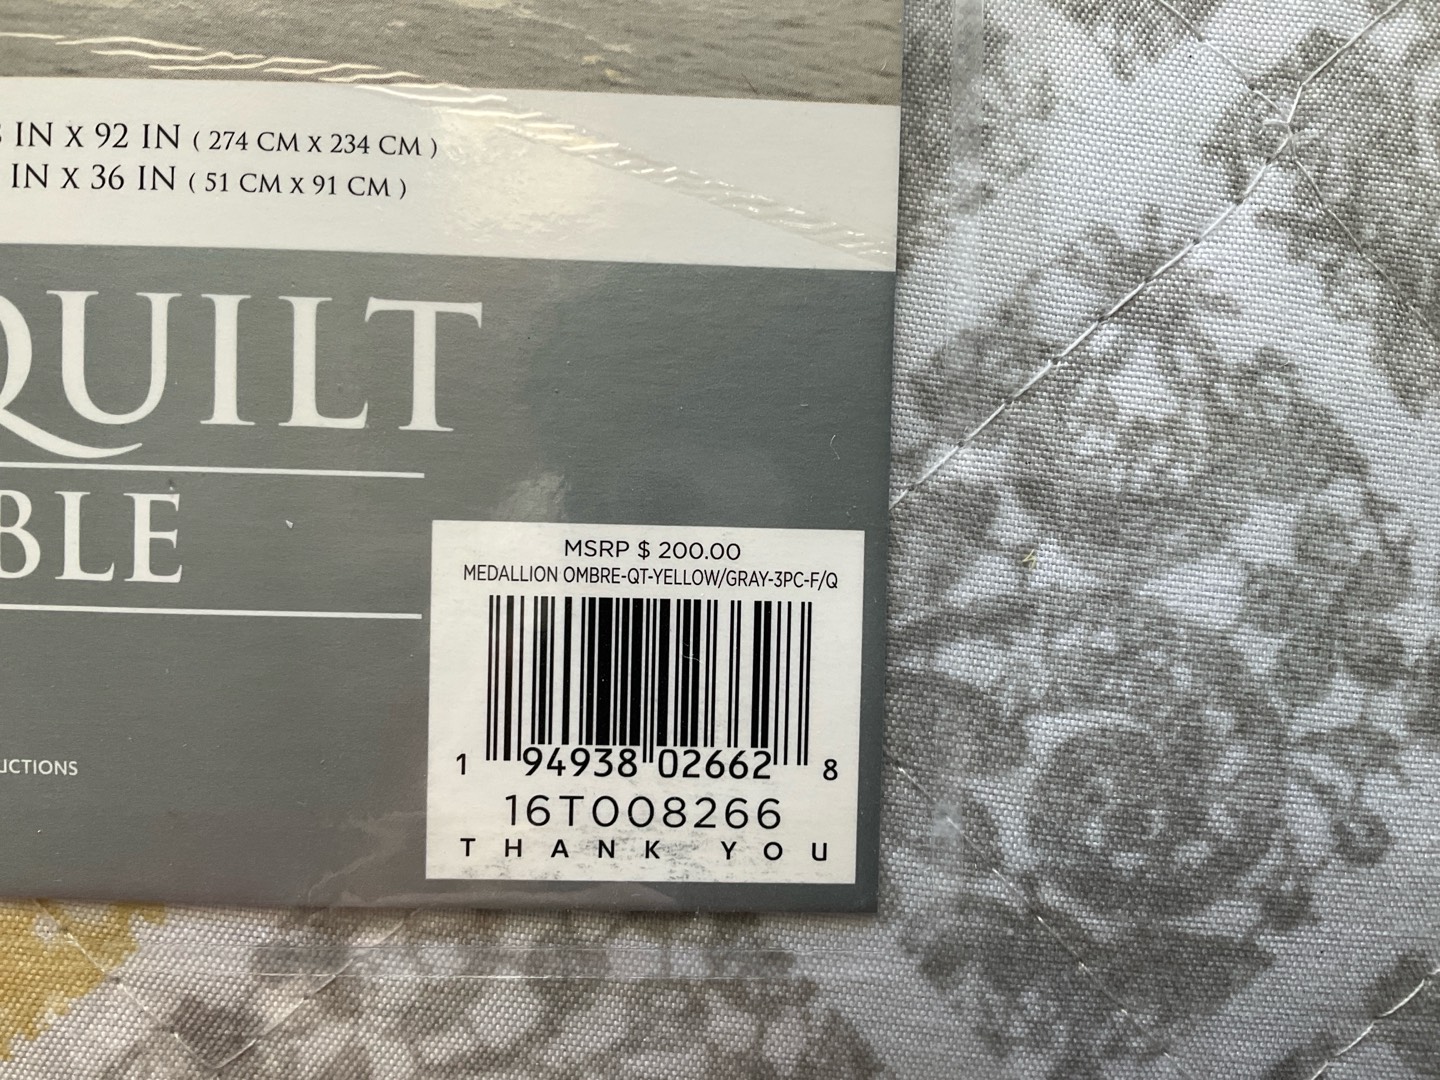 IN X 92 IN ( 274 CM X 234 CM )
IN X 36 IN ( 51 CM X 91 CM )
QUILT
BLE
UCTIONS
MSRP $ 200.00
MEDALLION OMBRE-QT-YELLOW/GRAY-3PC-F/Q
1 94938 02662 8
16T008266
THANK YOU